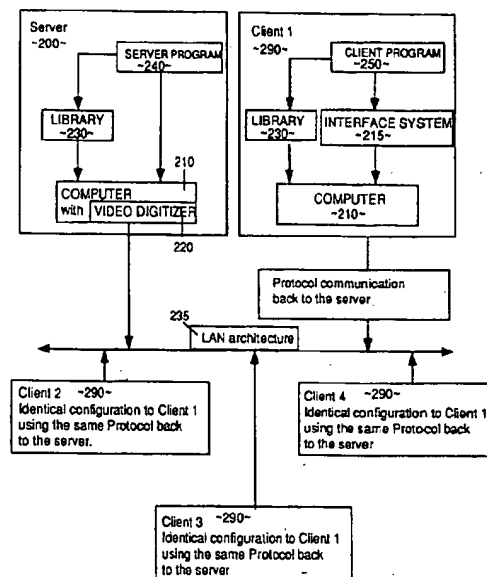 Server
~200~
SERVER PROGRAM
~240~
LIBRARY
~230~
210
COMPUTER
with VIDEO DIGITIZER
220
Client 1
~290~
CLIENT PROGRAM
~250~
LIBRARY
~230~
INTERFACE SYSTEM
~215~
COMPUTER
~210~
Protocol communication
back to the server
235
LAN architecture
Client 2 ~290~
Identical configuration to Client 1
using the same Protocol back
to the server.
Client 4 ~290~
Identical configuration to Client 1
using the same Protocol back
to the server
Client 3 ~290~
Identical configuration to Client 1
using the same Protocol back
to the server